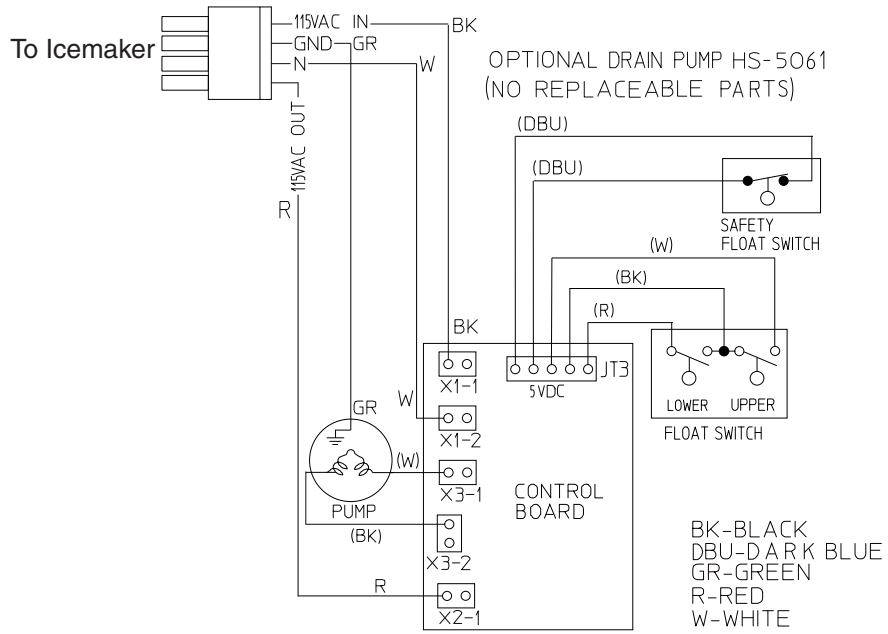 To Icemaker
115VAC IN
GND
GR
N
BK
W
115VAC OUT
R
OPTIONAL DRAIN PUMP HS-5061
(NO REPLACEABLE PARTS)
(DBU)
(DBU)
SAFETY
FLOAT SWITCH
(W)
(BK)
(R)
LOWER
UPPER
FLOAT SWITCH
BK
JT3
5VDC
X1-1
W
X1-2
GR
(W)
X3-1
PUMP
(BK)
X3-2
R
X2-1
CONTROL
BOARD
BK-BLACK
DBU-DARK BLUE
GR-GREEN
R-RED
W-WHITE